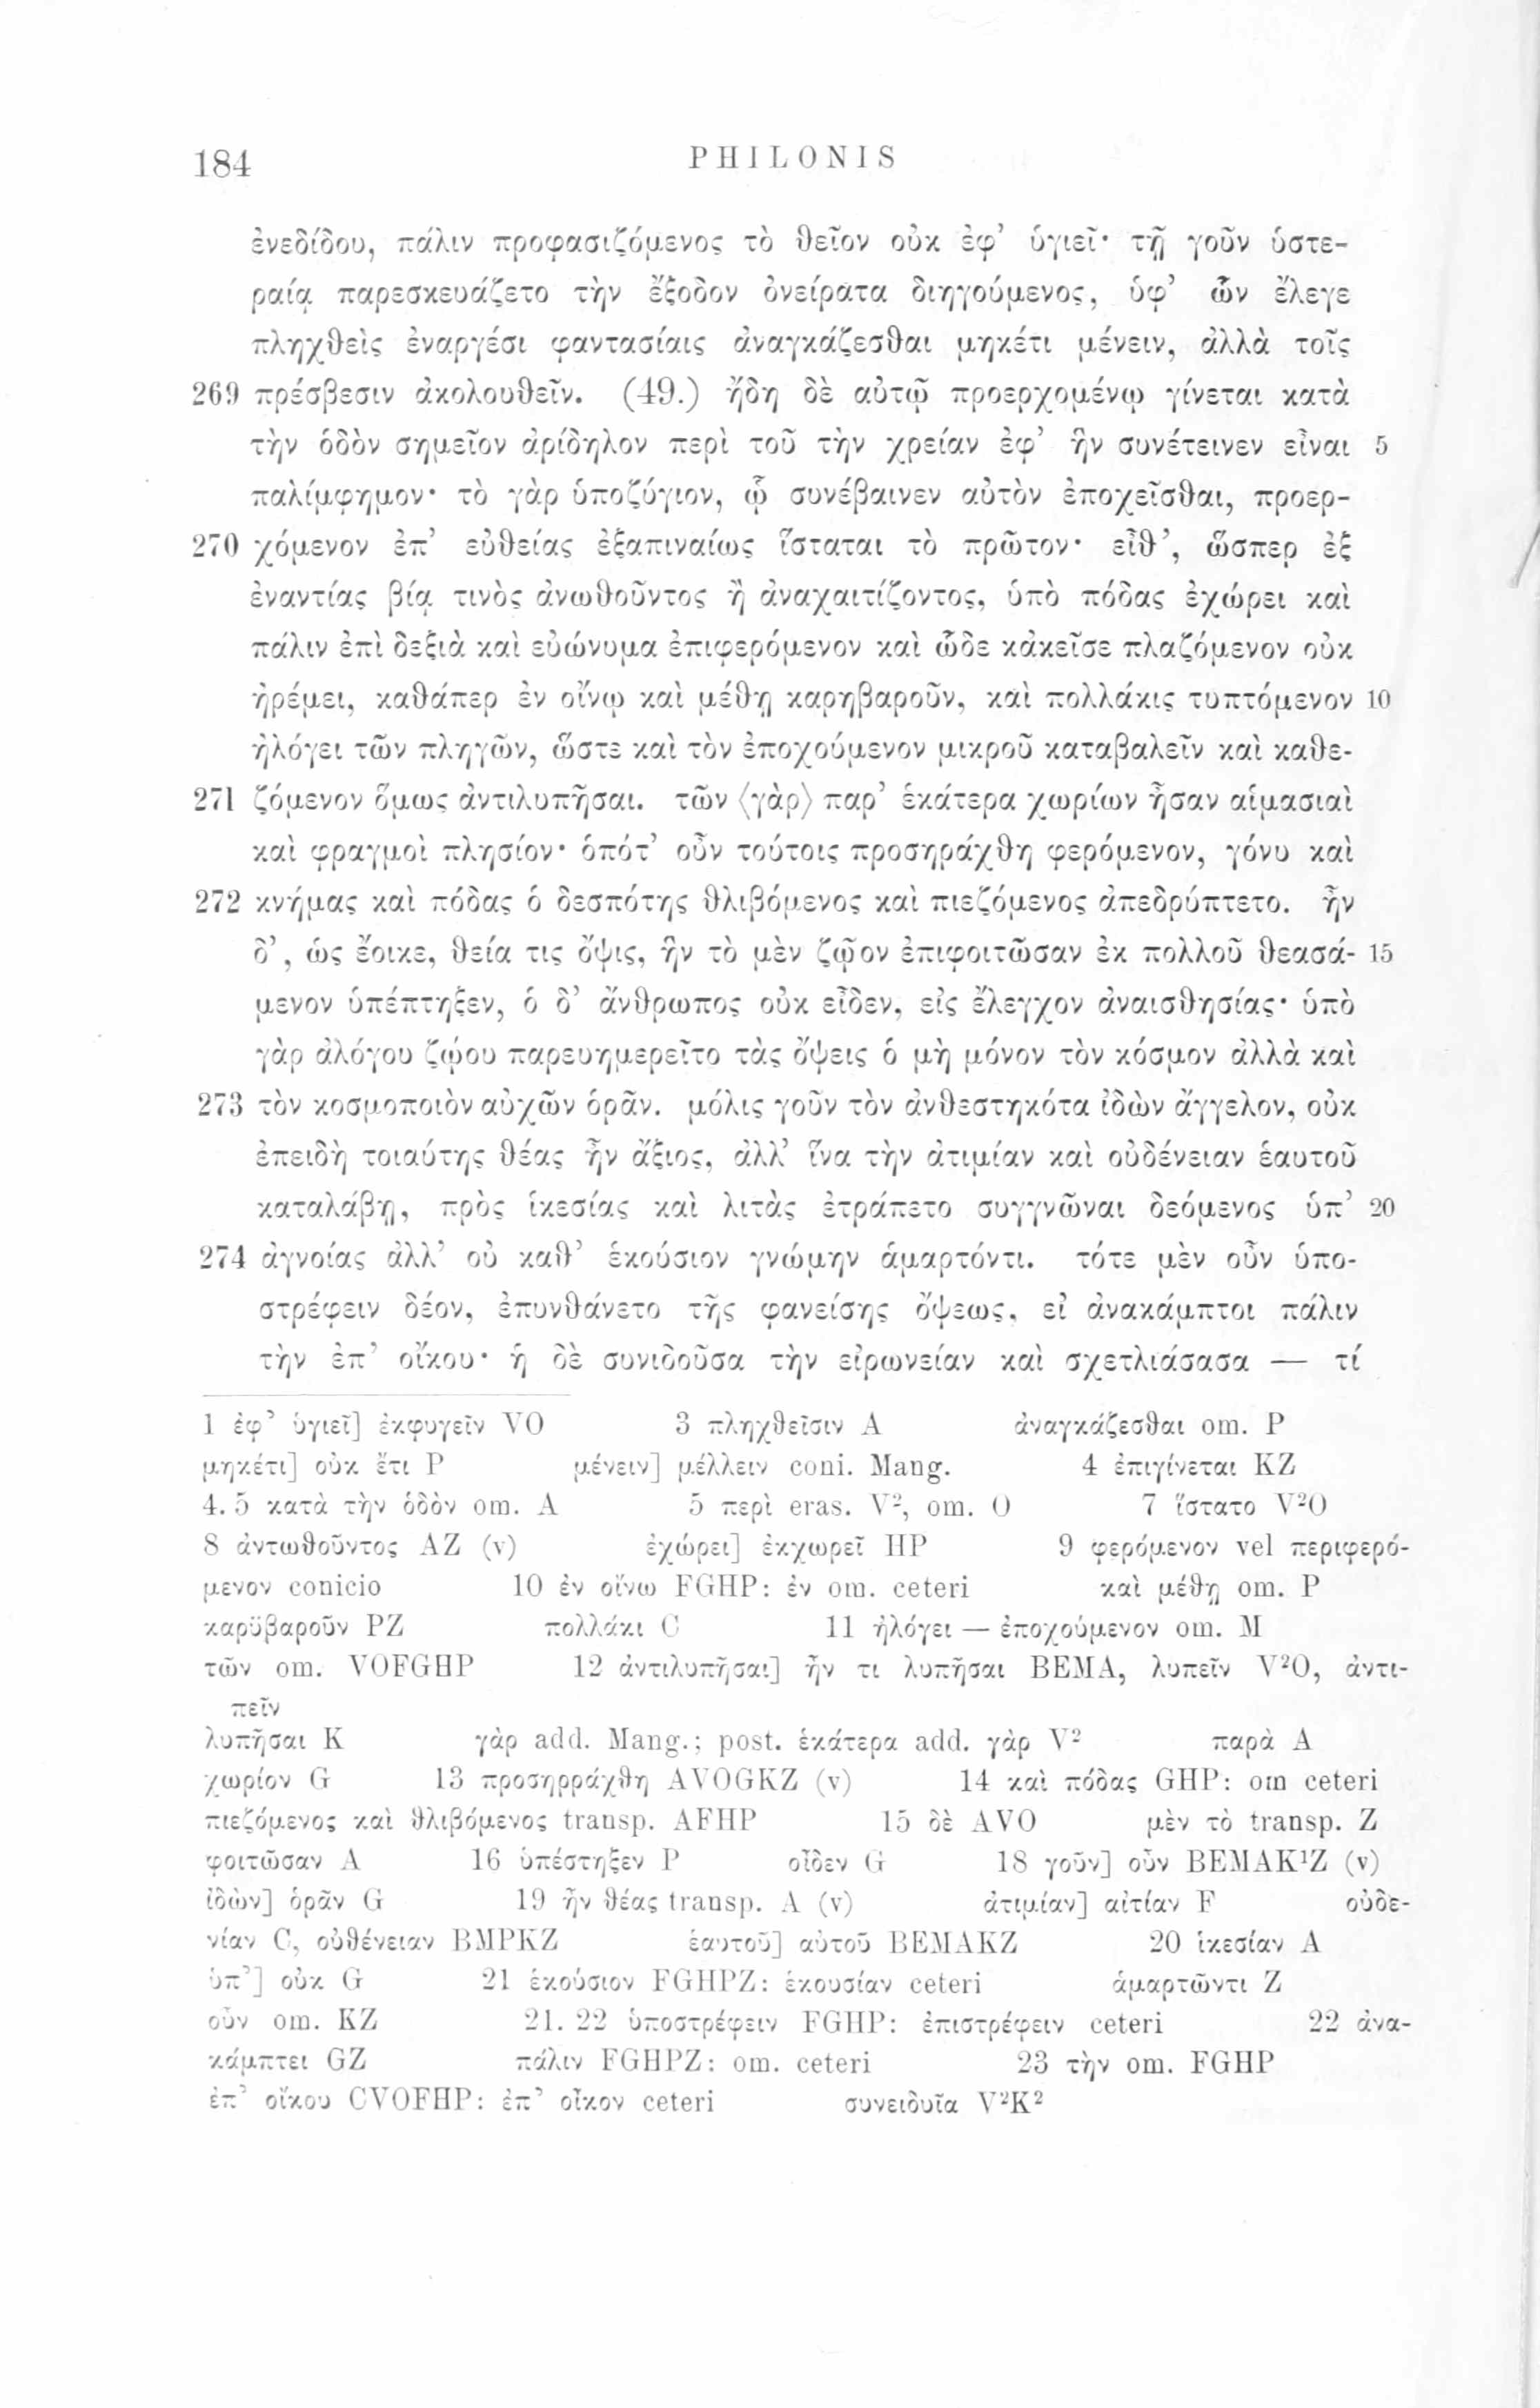 184
PHILONIS
ἐνεδίδου, πάλιν προφασιζόμενος τὸ θεῖον οὐκ ἐφ’ ὑγιεῖ· τῇ γοῦν ὑστε-
ραίᾳ παρεσκευάζετο τὴν ἔξοδον ὀνείρατα διηγούμενος, ὑφ’ ὧν ἔλεγε
πληχθεὶς ἐναργέσι φαντασίαις ἀναγκάζεσθαι μηκέτι μένειν, ἀλλὰ τοῖς
269 πρέσβεσιν ἀκολουθεῖν. (49.) ἤδη δὲ αὐτῷ προερχομένῳ γίνεται κατὰ
τὴν ὁδὸν σημεῖον ἀρίδηλον περὶ τοῦ τὴν χρείαν ἐφ’ ἣν συνέτεινεν εἶναι 5
παλίμφημον· τὸ γὰρ ὑποζύγιον, ᾧ συνέβαινεν αὐτὸν ἐποχεῖσθαι, προερ-
270 χόμενον ἐπ’ εὐθείας ἐξαπιναίως ἵσταται τὸ πρῶτον· εἶθ’, ὥσπερ ἐξ
ἐναντίας βίᾳ τινὸς ἀνωθοῦντος ἢ ἀναχαιτίζοντος, ὑπὸ πόδας ἐχώρει καὶ
πάλιν ἐπὶ δεξιὰ καὶ εὐώνυμα ἐπιφερόμενον καὶ ὧδε κἀκεῖσε πλαζόμενον οὐκ
ἠρέμει, καθάπερ ἐν οἴνῳ καὶ μέθῃ καρηβαροῦν, καὶ πολλάκις τυπτόμενον 10
ἠλόγει τῶν πληγῶν, ὥστε καὶ τὸν ἐποχούμενον μικροῦ καταβαλεῖν καὶ καθε-
271 ζόμενον ὅμως ἀντιλυπῆσαι. τῶν ⟨γὰρ⟩ παρ’ ἑκάτερα χωρίων ἦσαν αἱμασιαὶ
καὶ φραγμοὶ πλησίον· ὁπότ’ οὖν τούτοις προσηράχθη φερόμενον, γόνυ καὶ
272 κνήμας καὶ πόδας ὁ δεσπότης θλιβόμενος καὶ πιεζόμενος ἀπεδρύπτετο. ἦν
δ’, ὡς ἔοικε, θεία τις ὄψις, ἣν τὸ μὲν ζῷον ἐπιφοιτῶσαν ἐκ πολλοῦ θεασά- 15
μενον ὑπέπτηξεν, ὁ δ’ ἄνθρωπος οὐκ εἶδεν, εἰς ἔλεγχον ἀναισθησίας· ὑπὸ
γὰρ ἀλόγου ζῴου παρευημερεῖτο τὰς ὄψεις ὁ μὴ μόνον τὸν κόσμον ἀλλὰ καὶ
273 τὸν κοσμοποιὸν αὐχῶν ὁρᾶν. μόλις γοῦν τὸν ἀνθεστηκότα ἰδὼν ἄγγελον, οὐκ
ἐπειδὴ τοιαύτης θέας ἦν ἄξιος, ἀλλ’ ἵνα τὴν ἀτιμίαν καὶ οὐδένειαν ἑαυτοῦ
καταλάβῃ, πρὸς ἱκεσίας καὶ λιτὰς ἐτράπετο συγγνῶναι δεόμενος ὑπ’ 20
274 ἀγνοίας ἀλλ’ οὐ καθ’ ἑκούσιον γνώμην ἁμαρτόντι. τότε μὲν οὖν ὑπο-
στρέφειν δέον, ἐπυνθάνετο τῆς φανείσης ὄψεως, εἰ ἀνακάμπτοι πάλιν
τὴν ἐπ’ οἴκου· ἡ δὲ συνιδοῦσα τὴν εἰρωνείαν καὶ σχετλιάσασα — τί
1 ἐφ’ ὑγιεῖ] ἐκφυγεῖν VO 3 πληχθεῖσιν A ἀναγκάζεσθαι om. P
μηκέτι] οὐκ ἔτι P μένειν] μέλλειν coni. Mang. 4 ἐπιγίνεται KZ
4. 5 κατὰ τὴν ὁδὸν om. A 5 περὶ eras. V², om. O 7 ἵστατο V²O
8 ἀντωθοῦντος AZ (v) ἐχώρει] ἐκχωρεῖ HP 9 φερόμενον vel περιφερό-
μενον conicio 10 ἐν οἴνω FGHP: ἐν om. ceteri καὶ μέθῃ om. P
καρϋβαροῦν PZ πολλάκι C 11 ἠλόγει — ἐποχούμενον om. M
τῶν om. VOFGHP 12 ἀντιλυπῆσαι] ἦν τι λυπῆσαι BEMA, λυπεῖν V²O, ἀντι-
πεῖν
λυπῆσαι K γὰρ add. Mang.; post. ἑκάτερα add. γὰρ V² παρὰ A
χωρίον G 13 προσηρράχθη AVOGKZ (v) 14 καὶ πόδας GHP: om ceteri
πιεζόμενος καὶ θλιβόμενος transp. AFHP 15 δὲ AVO μὲν τὸ transp. Z
φοιτῶσαν A 16 ὑπέστηξεν P οἶδεν G 18 γοῦν] οὖν BEMAK¹Z (v)
ἰδὼν] ὁρᾶν G 19 ἦν θέας transp. A (v) ἀτιμίαν] αἰτίαν F οὐδε-
νίαν C, οὐθένειαν BMPKZ ἑαυτοῦ] αὐτοῦ BEMAKZ 20 ἱκεσίαν A
ὑπ’] οὐκ G 21 ἑκούσιον FGHPZ: ἑκουσίαν ceteri ἁμαρτῶντι Z
οὖν om. KZ 21. 22 ὑποστρέφειν FGHP: ἐπιστρέφειν ceteri 22 ἀνα-
κάμπτει GZ πάλιν FGHPZ: om. ceteri 23 τὴν om. FGHP
ἐπ’ οἴκου CVOFHP: ἐπ’ οἶκον ceteri συνειδυῖα V²K²